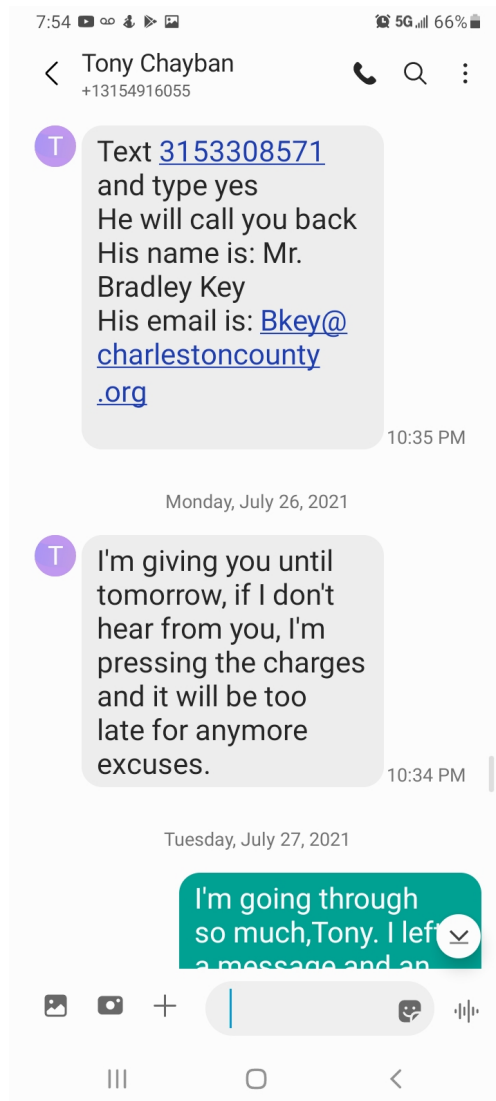 7:54
5G 66%
Tony Chayban
+13154916055
T
Text 3153308571
and type yes
He will call you back
His name is: Mr.
Bradley Key
His email is: Bkey@
charlestoncounty
.org
10:35 PM
Monday, July 26, 2021
T
I'm giving you until
tomorrow, if I don't
hear from you, I'm
pressing the charges
and it will be too
late for anymore
excuses.
10:34 PM
Tuesday, July 27, 2021
I'm going through
so much,Tony. I left
a message and an